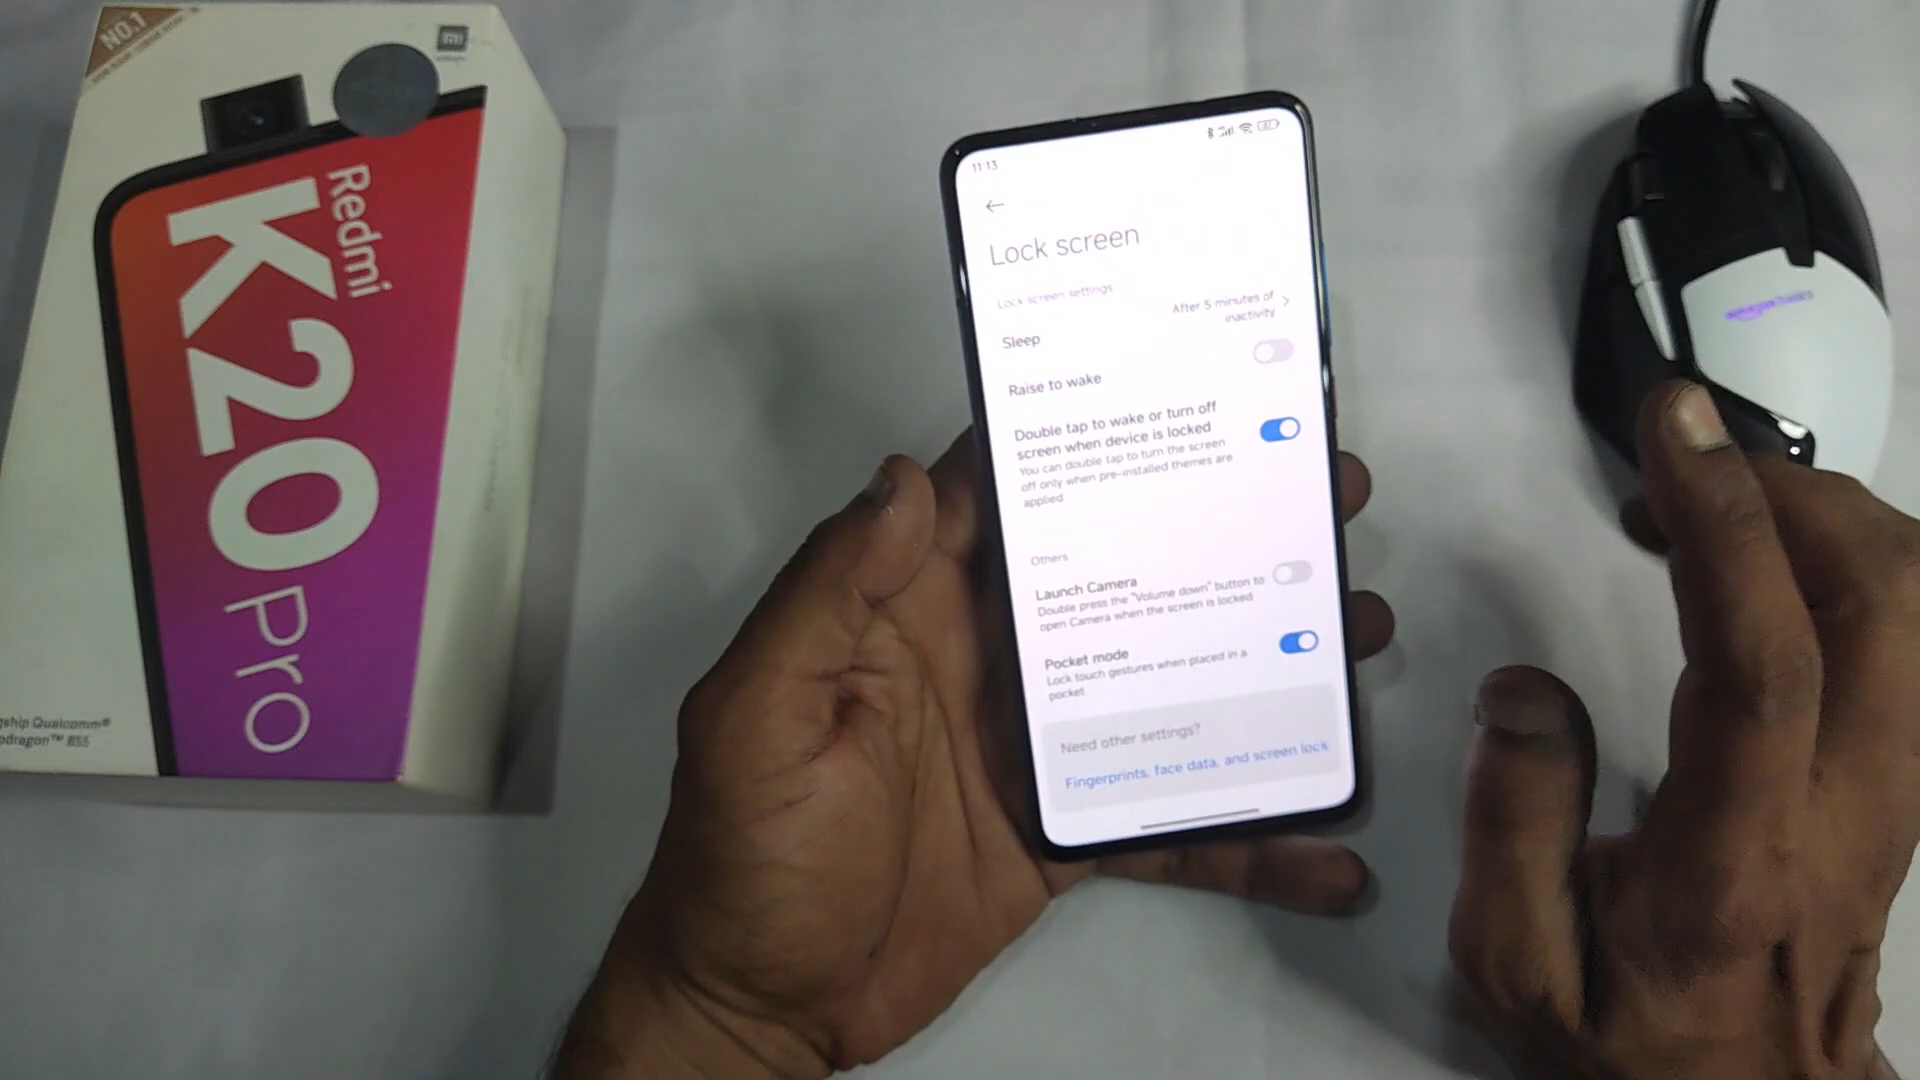 NO.1
MI
Redmi
K20 Pro
ship Qualcomm®
odragon™ 855
11:13
Lock screen
Lock screen settings
After 5 minutes of
inactivity
Sleep
Raise to wake
Double tap to wake or turn off
screen when device is locked
You can double tap to turn the screen
off only when pre-installed themes are
applied
Others
Launch Camera
Double press the "Volume down" button to
open Camera when the screen is locked
Pocket mode
Lock touch gestures when placed in a
pocket
Need other settings?
Fingerprints, face data, and screen lock